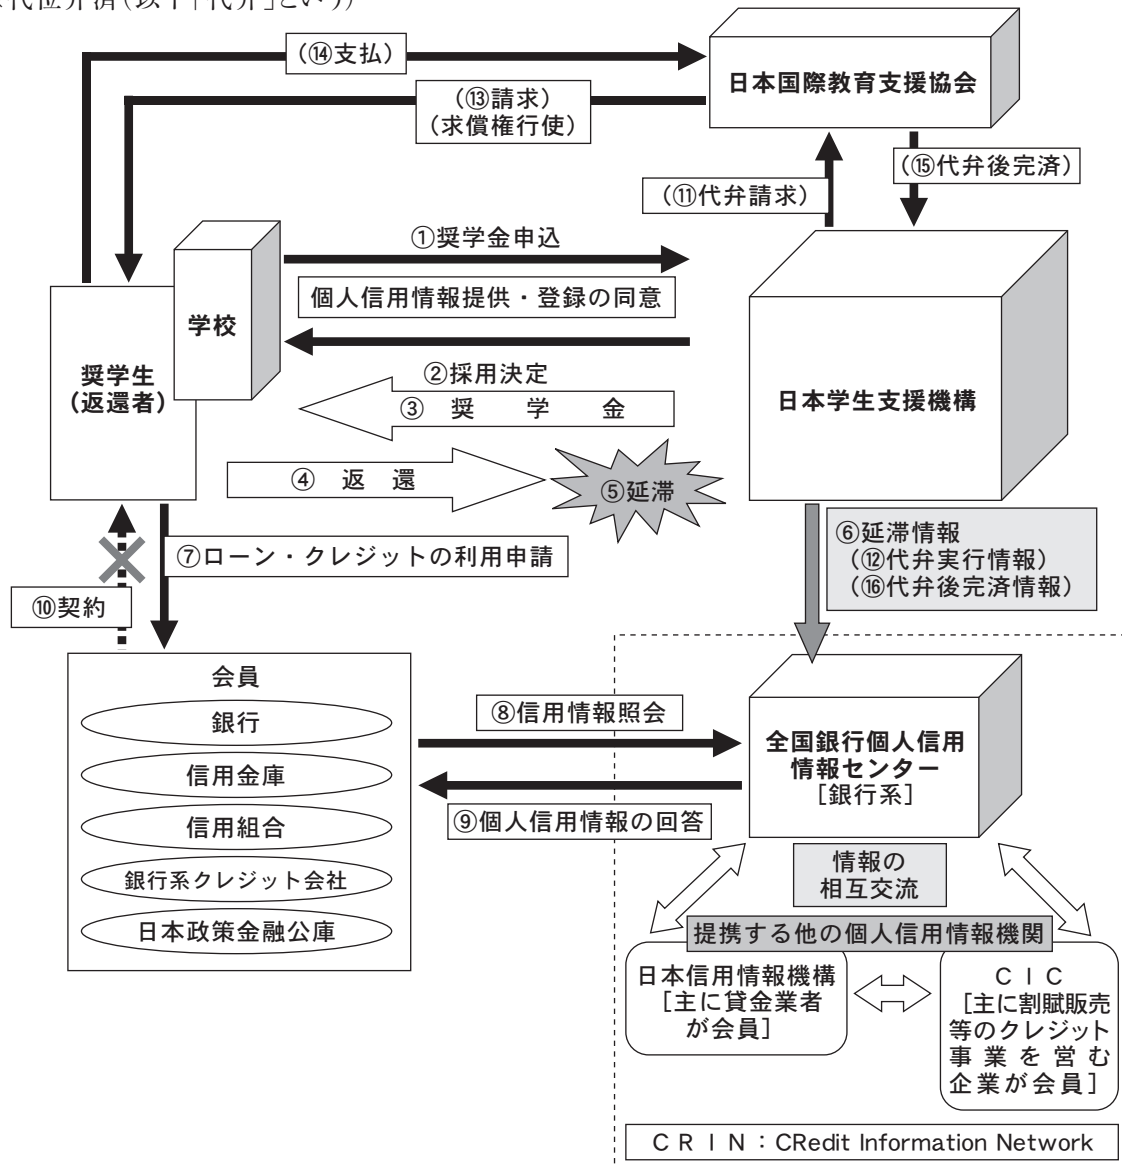 代位弁済(以下「代弁」という)
(⑭支払)
日本国際教育支援協会
(⑬請求)
(求償権行使)
(⑮代弁後完済)
(⑪代弁請求)
①奨学金申込
個人信用情報提供・登録の同意
学校
奨学生
(返還者)
②採用決定
③ 奨 学 金
日本学生支援機構
④ 返 還
⑤延滞
⑥延滞情報
(⑫代弁実行情報)
(⑯代弁後完済情報)
⑦ローン・クレジットの利用申請
⑩契約
会員
銀行
信用金庫
信用組合
銀行系クレジット会社
日本政策金融公庫
⑧信用情報照会
⑨個人信用情報の回答
全国銀行個人信用
情報センター
[銀行系]
情報の
相互交流
提携する他の個人信用情報機関
日本信用情報機構
[主に貸金業者
が会員]
CIC
[主に割賦販売
等のクレジット
事業を営む
企業が会員]
CRIN:CRedit Information Network